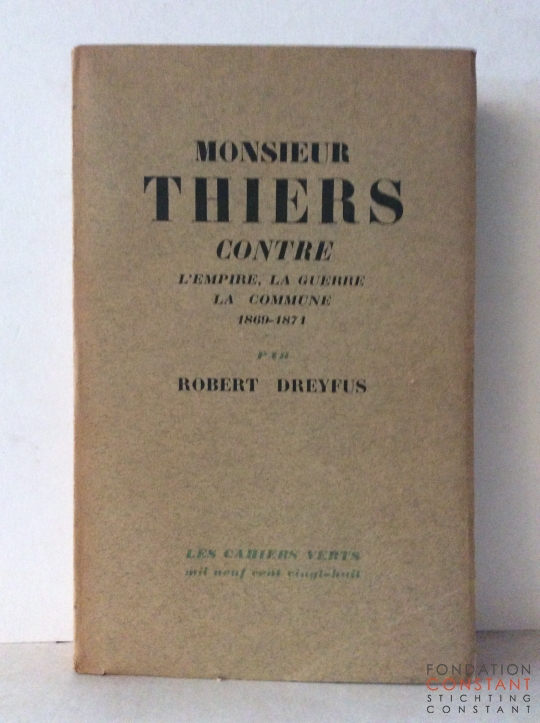 MONSIEUR
THIERS
CONTRE
L'EMPIRE, LA GUERRE
LA COMMUNE
1869-1871
PAR
ROBERT DREYFUS
LES CAHIERS VERTS
mil neuf cent vingt-huit
FONDATION
CONSTANT
STICHTING
CONSTANT